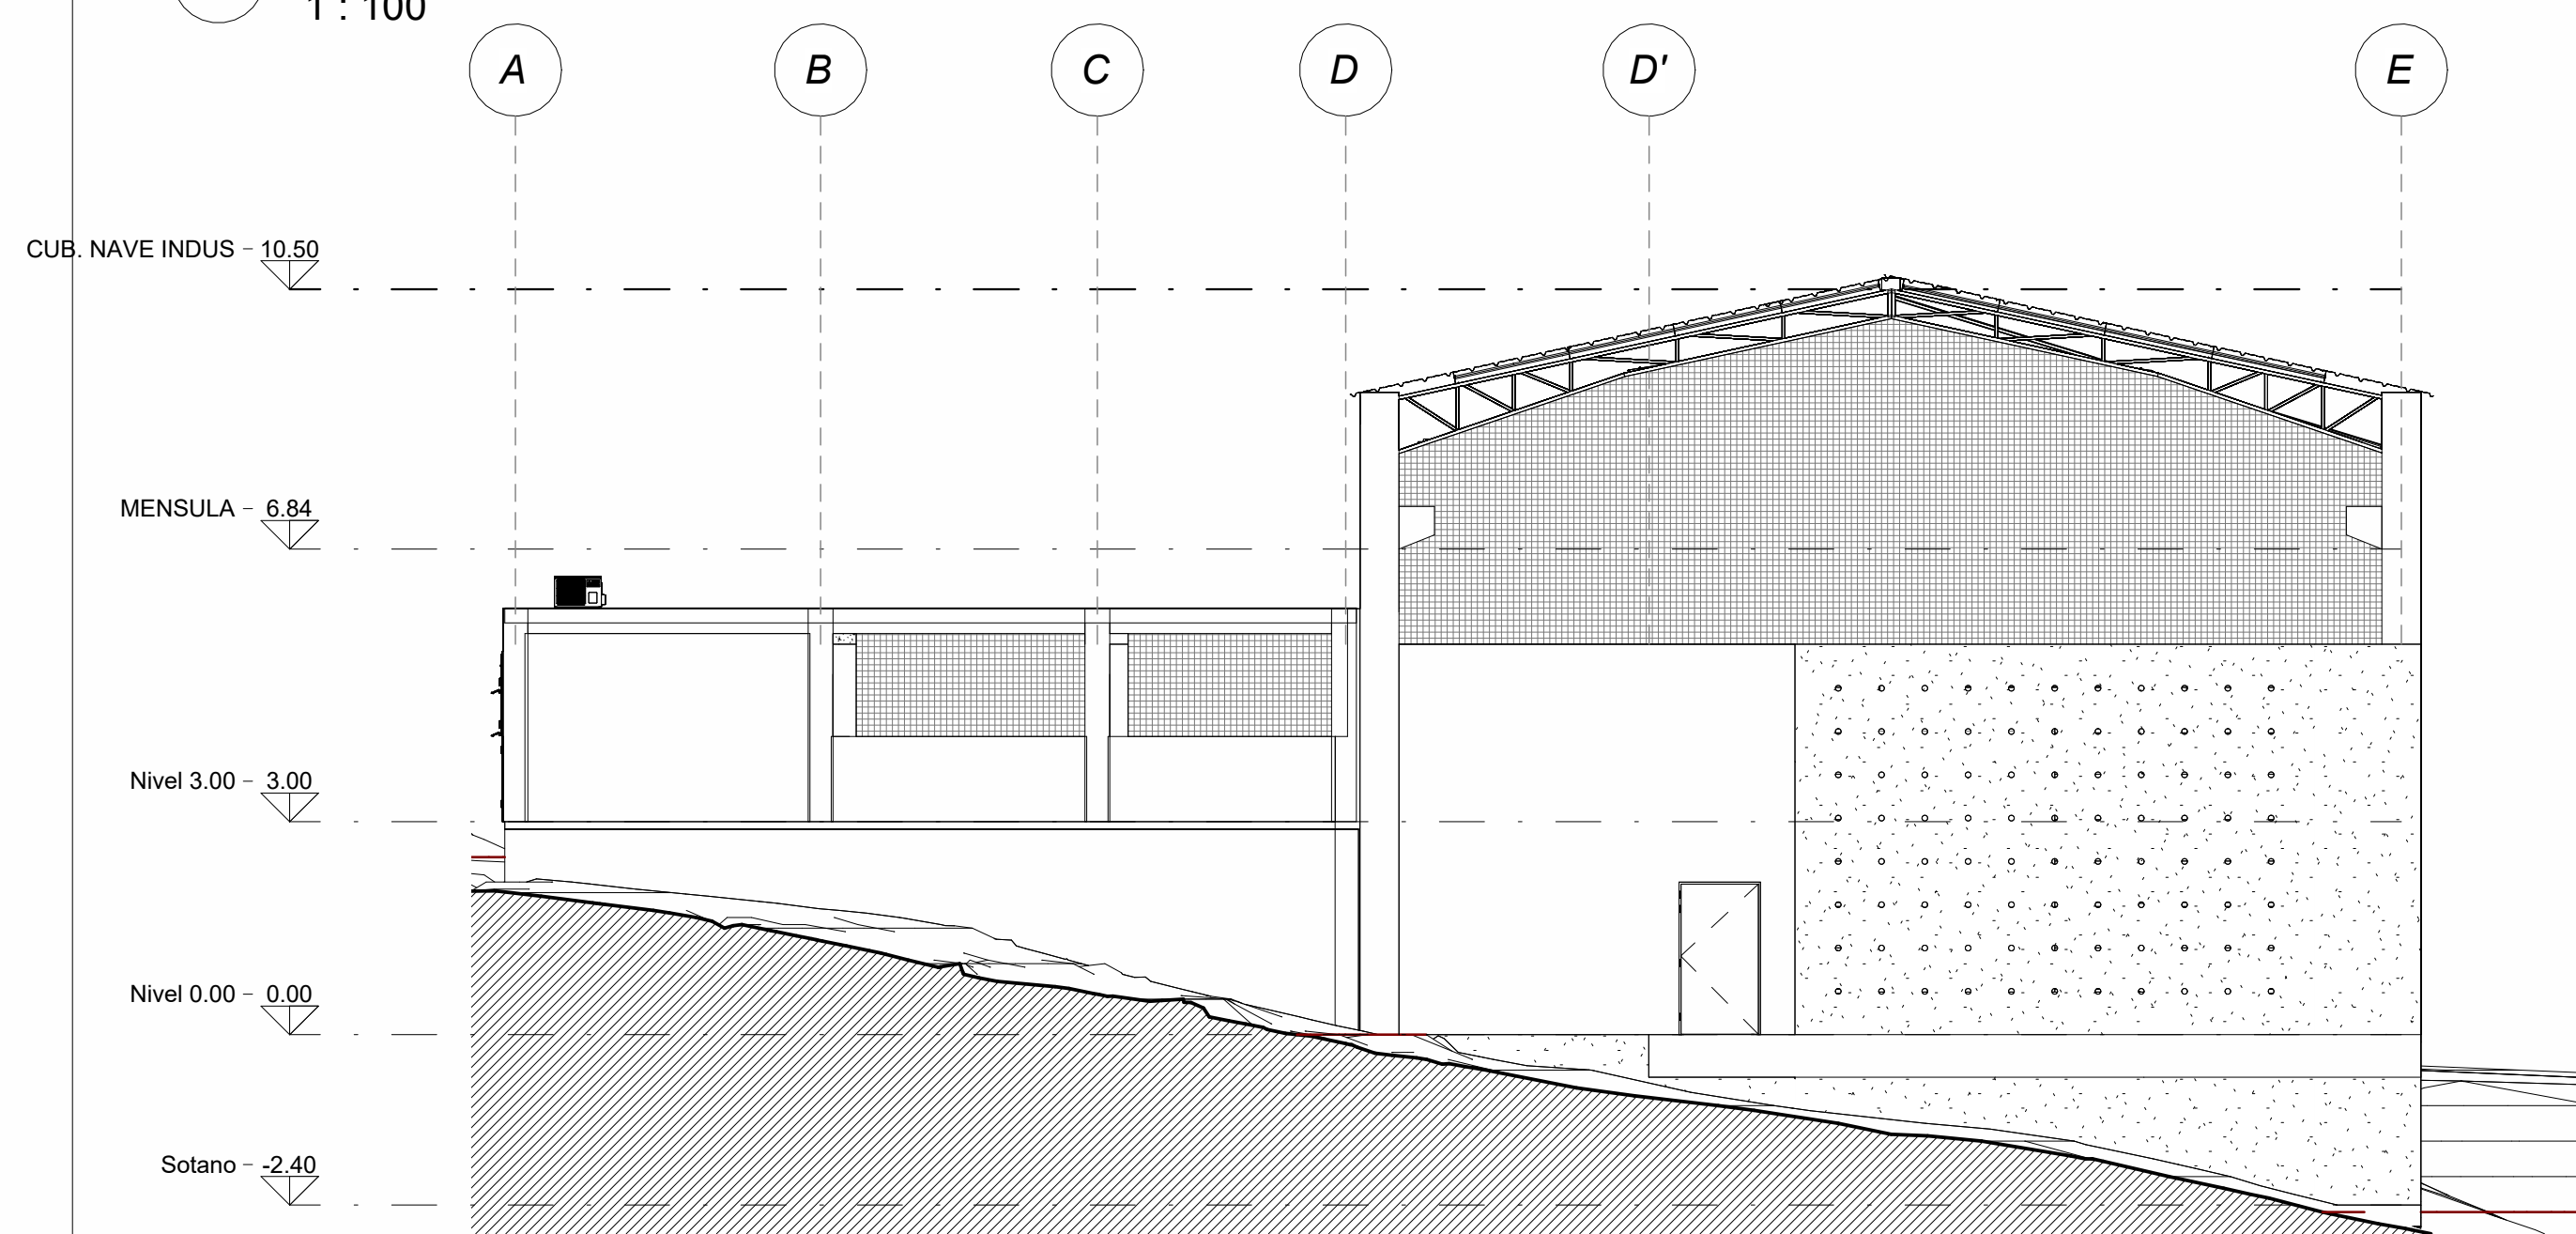 1 : 100
A B C D D' E
CUB. NAVE INDUS 10.50
MENSULA 6.84
Nivel 3.00 3.00
Nivel 0.00 0.00
Sotano -2.40